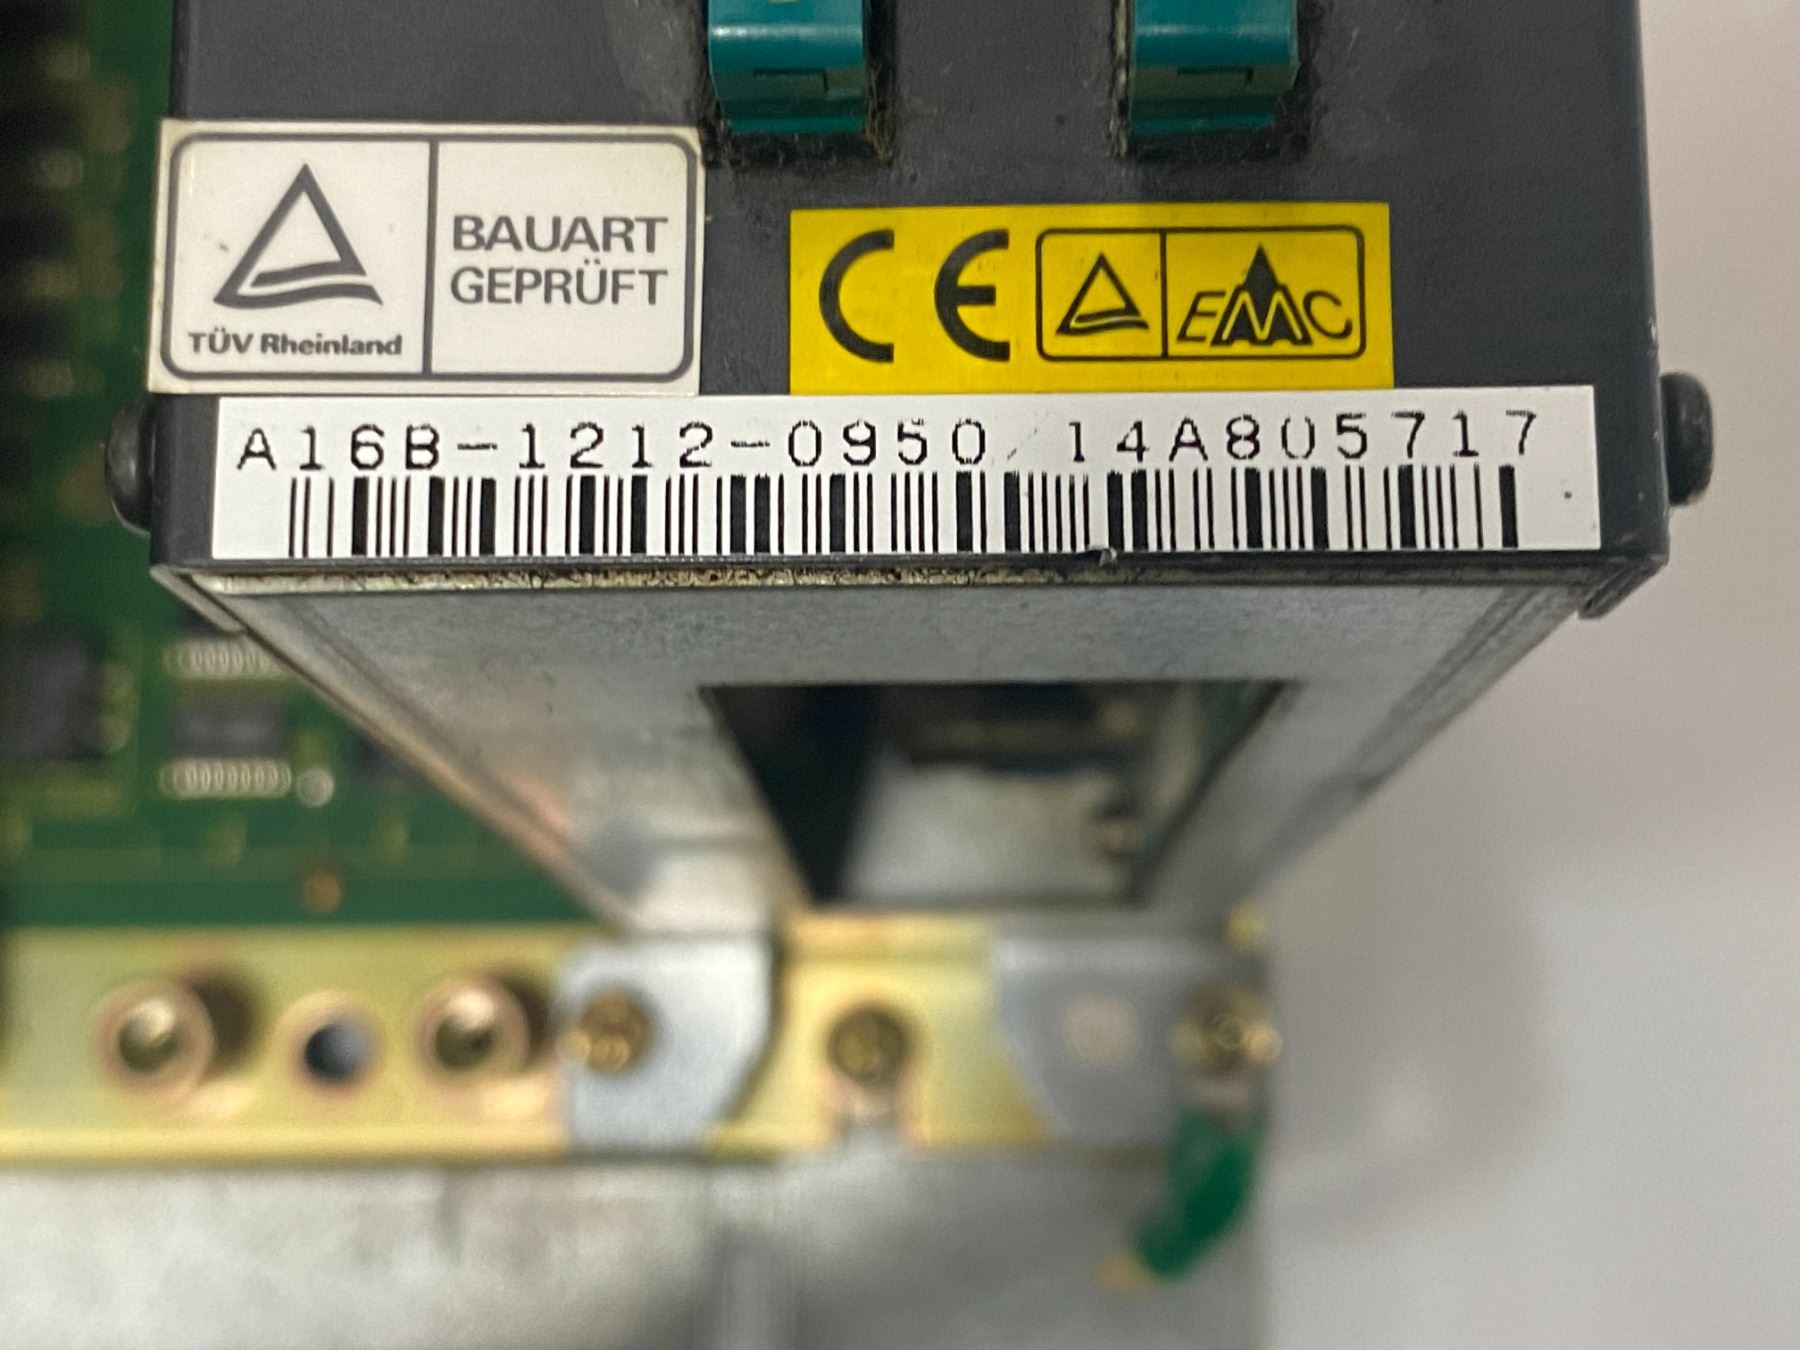 BAUART
GEPRÜFT
TÜV Rheinland
CE
EMC
A16B-1212-0950 14A805717